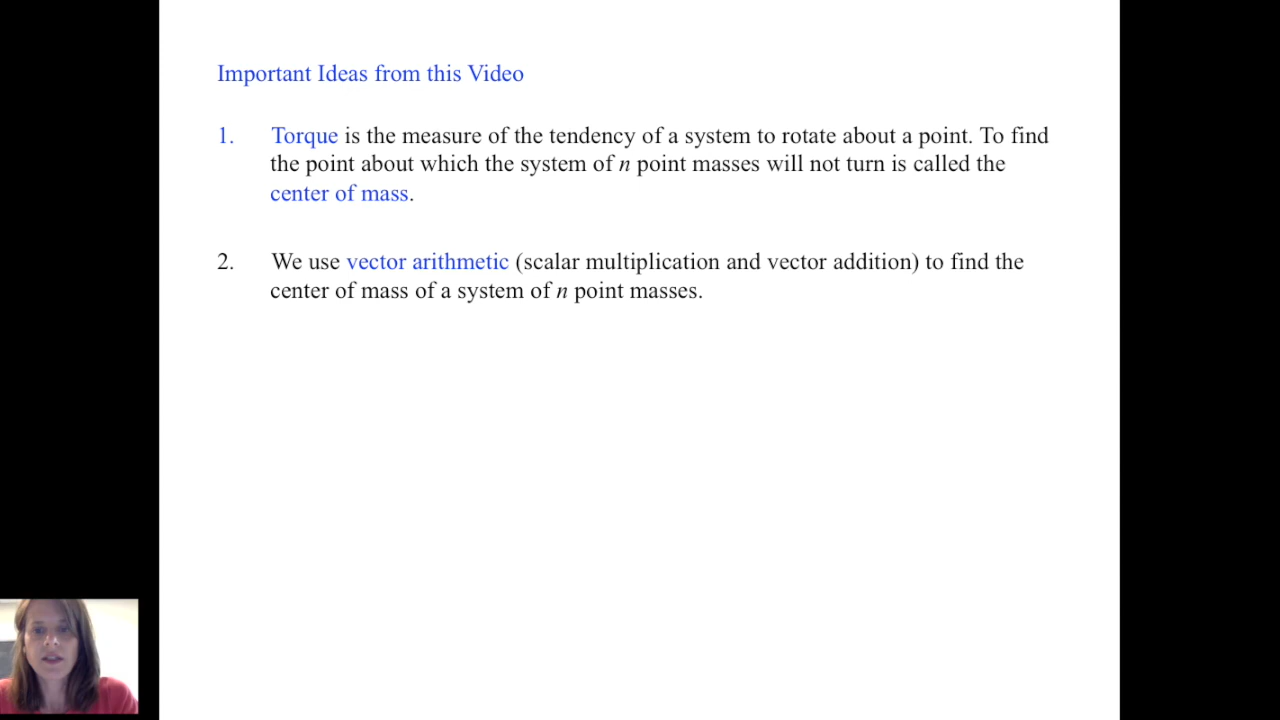 Important Ideas from this Video
1. Torque is the measure of the tendency of a system to rotate about a point. To find
the point about which the system of n point masses will not turn is called the
center of mass.
2. We use vector arithmetic (scalar multiplication and vector addition) to find the
center of mass of a system of n point masses.